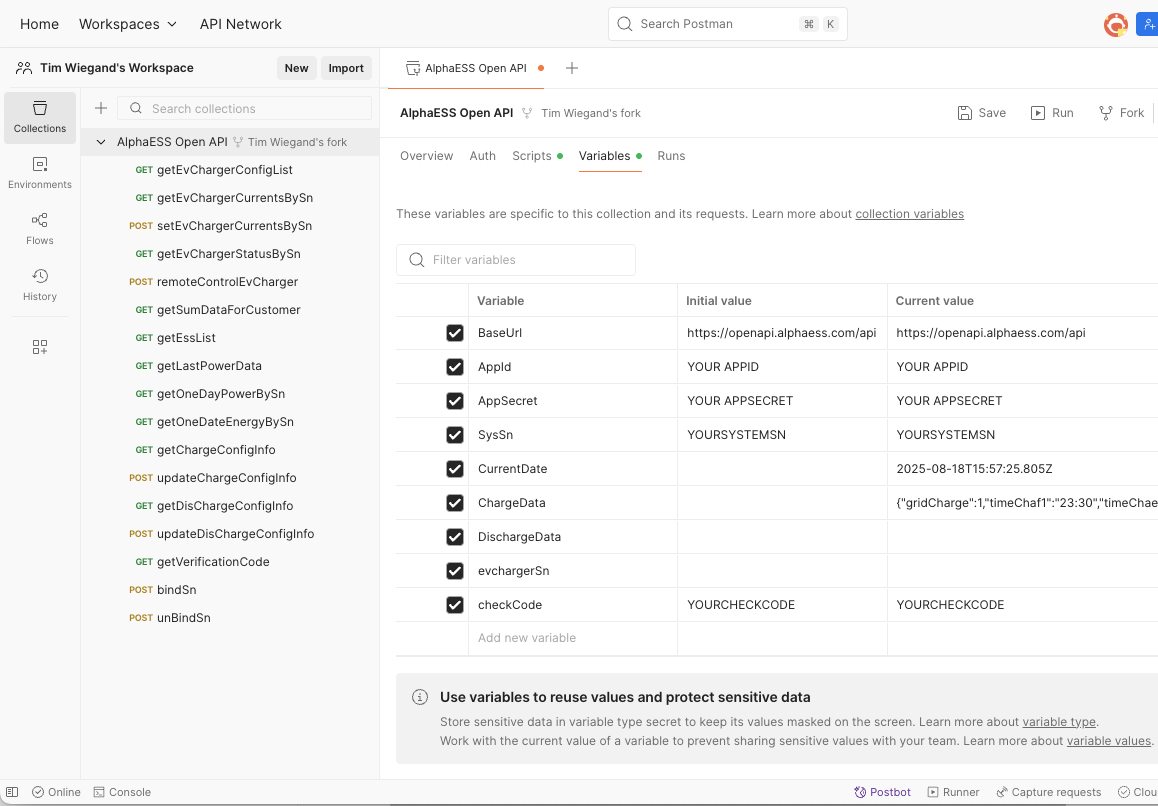 Home Workspaces API Network Search Postman ⌘ K
Tim Wiegand's Workspace New Import
AlphaESS Open API
Collections
Environments
Flows
History
Search collections
AlphaESS Open API Tim Wiegand's fork
GET getEvChargerConfigList
GET getEvChargerCurrentsBySn
POST setEvChargerCurrentsBySn
GET getEvChargerStatusBySn
POST remoteControlEvCharger
GET getSumDataForCustomer
GET getEssList
GET getLastPowerData
GET getOneDayPowerBySn
GET getOneDateEnergyBySn
GET getChargeConfigInfo
POST updateChargeConfigInfo
GET getDisChargeConfigInfo
POST updateDisChargeConfigInfo
GET getVerificationCode
POST bindSn
POST unBindSn
AlphaESS Open API Tim Wiegand's fork Save Run Fork
Overview Auth Scripts Variables Runs
These variables are specific to this collection and its requests. Learn more about collection variables
Filter variables
Variable Initial value Current value
BaseUrl https://openapi.alphaess.com/api https://openapi.alphaess.com/api
AppId YOUR APPID YOUR APPID
AppSecret YOUR APPSECRET YOUR APPSECRET
SysSn YOURSYSTEMSN YOURSYSTEMSN
CurrentDate 2025-08-18T15:57:25.805Z
ChargeData {"gridCharge":1,"timeChaf1":"23:30","timeChae
DischargeData
evchargerSn
checkCode YOURCHECKCODE YOURCHECKCODE
Add new variable
Use variables to reuse values and protect sensitive data
Store sensitive data in variable type secret to keep its values masked on the screen. Learn more about variable type.
Work with the current value of a variable to prevent sharing sensitive values with your team. Learn more about variable values.
Online Console Postbot Runner Capture requests Clou